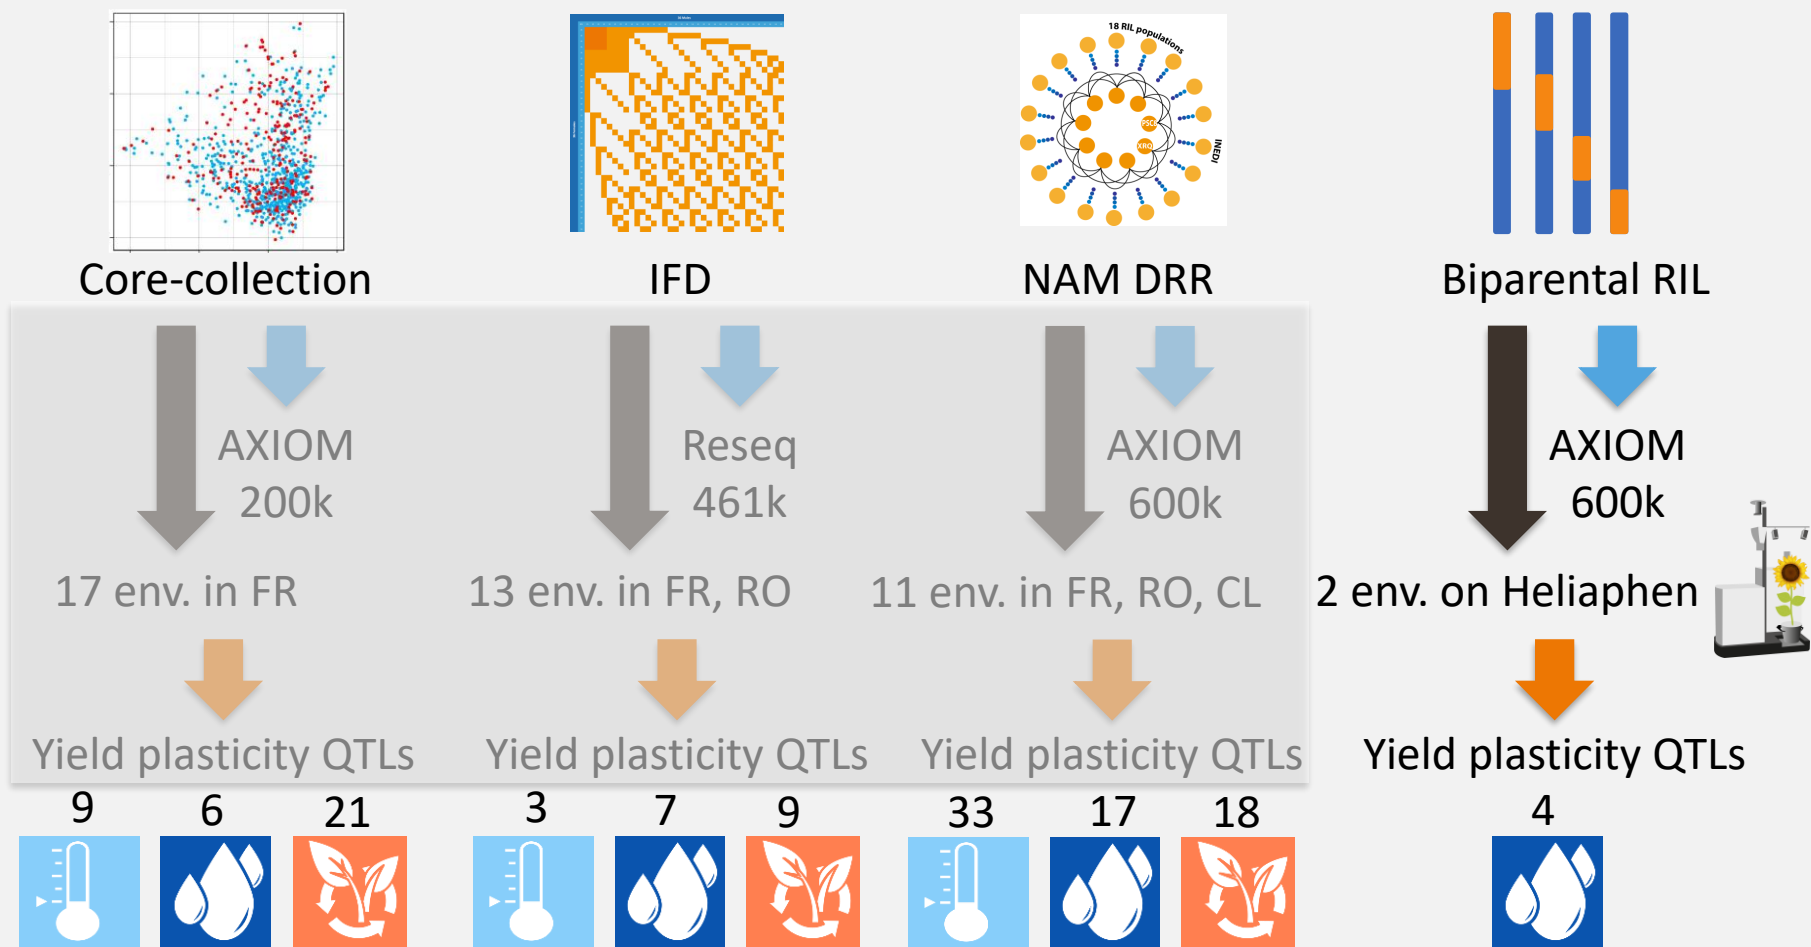 18 RIL populations
INEDI
PSC8
XRQ
Core-collection
IFD
NAM DRR
Biparental RIL
AXIOM
200k
Reseq
461k
AXIOM
600k
AXIOM
600k
17 env. in FR
13 env. in FR, RO
11 env. in FR, RO, CL
2 env. on Heliaphen
Yield plasticity QTLs
Yield plasticity QTLs
Yield plasticity QTLs
Yield plasticity QTLs
9
6
21
3
7
9
33
17
18
4